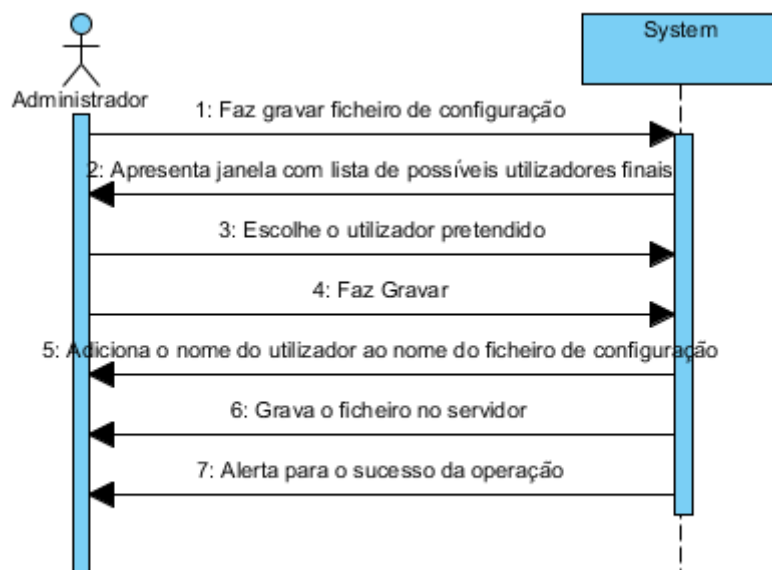 System
Administrador
1: Faz gravar ficheiro de configuração
2: Apresenta janela com lista de possíveis utilizadores finais
3: Escolhe o utilizador pretendido
4: Faz Gravar
5: Adiciona o nome do utilizador ao nome do ficheiro de configuração
6: Grava o ficheiro no servidor
7: Alerta para o sucesso da operação